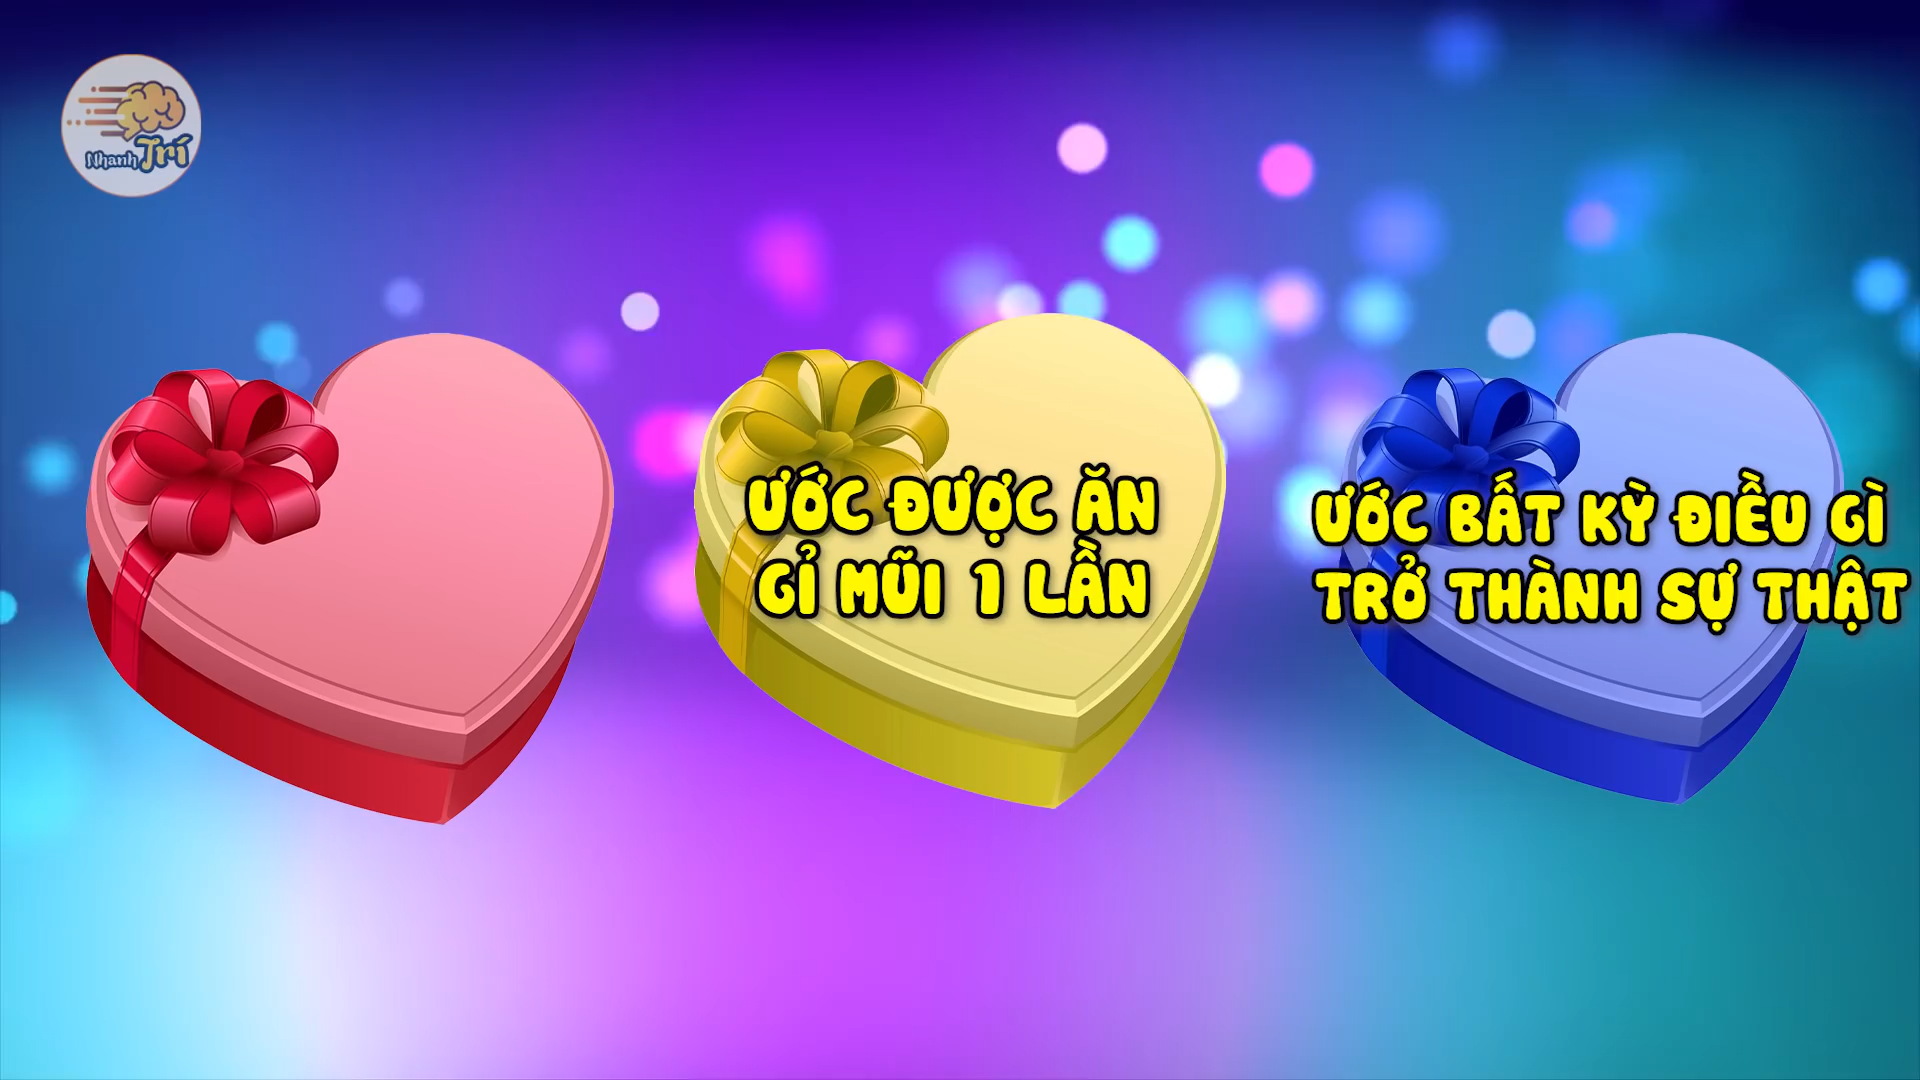 Nhanh Trí
ƯỚC ĐƯỢC ĂN
GỈ MŨI 1 LẦN
ƯỚC BẤT KỲ ĐIỀU GÌ
TRỞ THÀNH SỰ THẬT